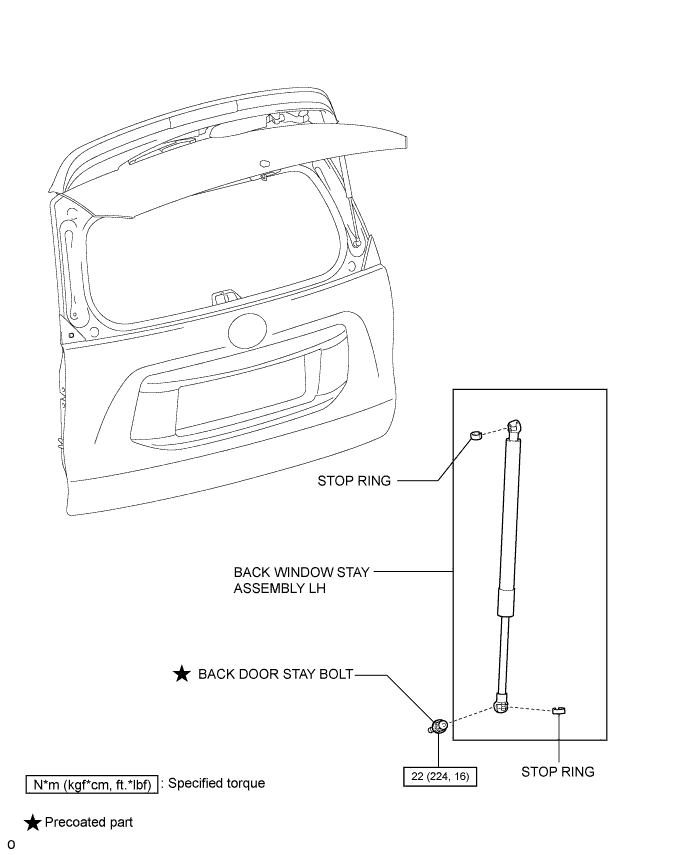 STOP RING
BACK WINDOW STAY
ASSEMBLY LH
★ BACK DOOR STAY BOLT
22 (224, 16)
STOP RING
N*m (kgf*cm, ft.*lbf) : Specified torque
★ Precoated part
O